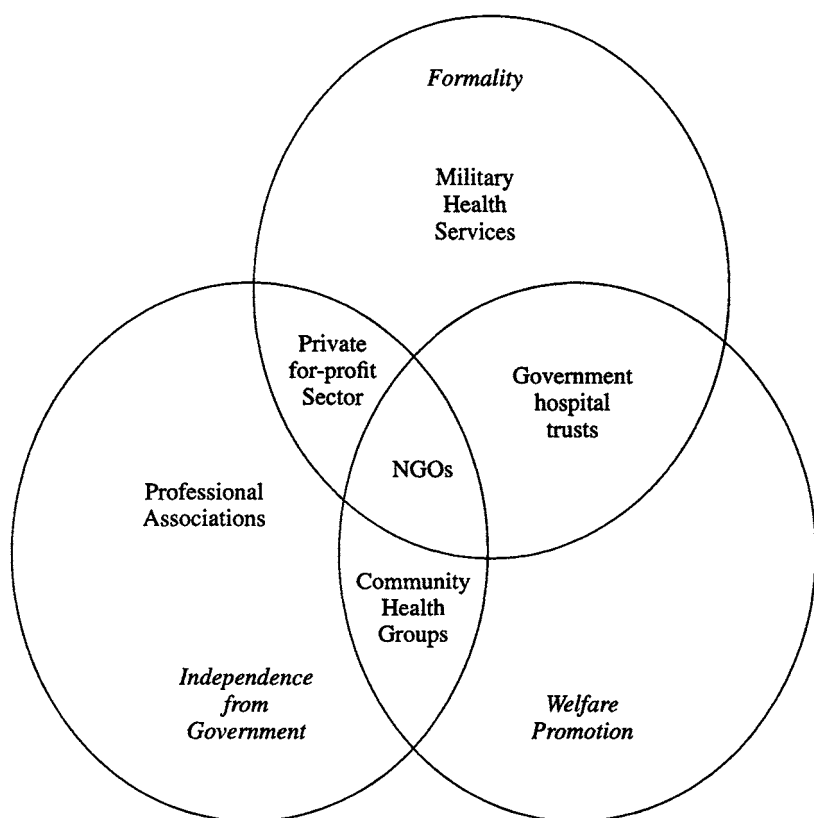 Formality
Military
Health
Services
Private
for-profit
Sector
Government
hospital
trusts
NGOs
Professional
Associations
Community
Health
Groups
Independence
from
Government
Welfare
Promotion